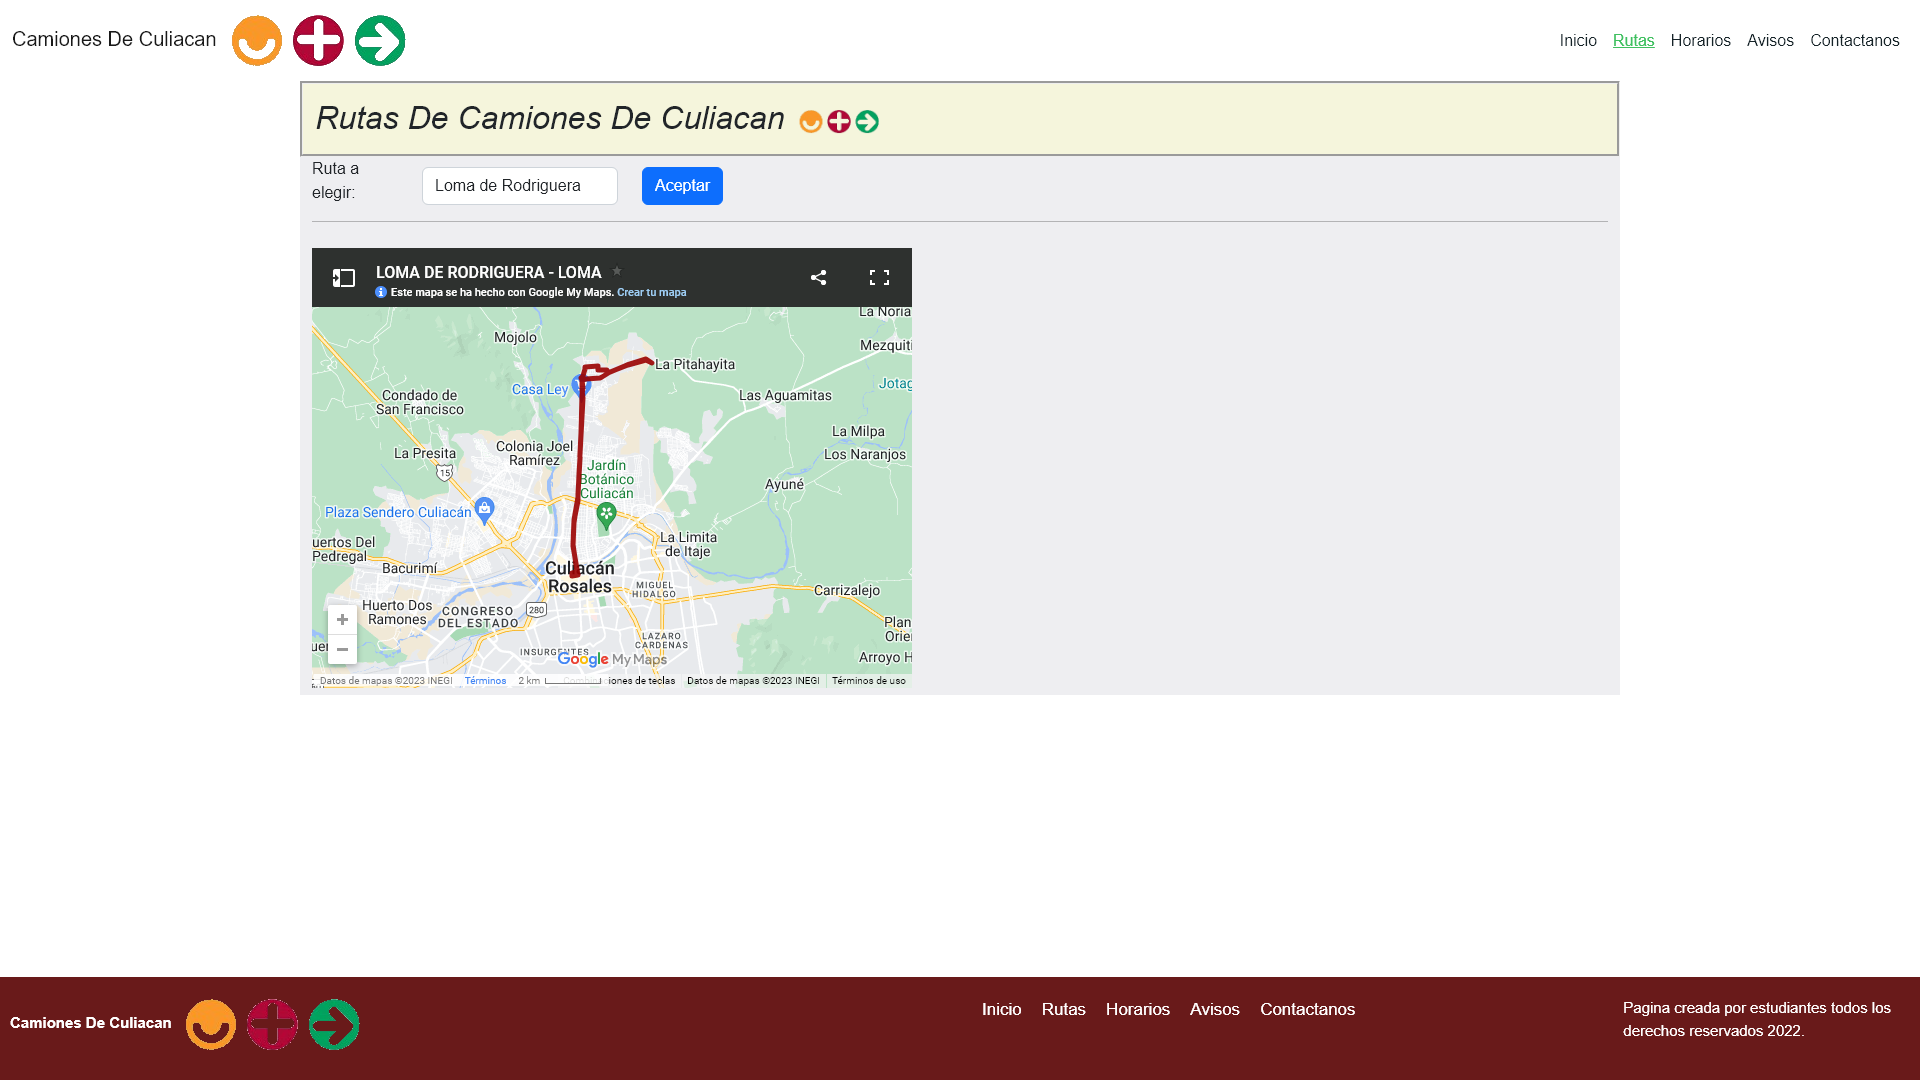 Camiones De Culiacan
Inicio Rutas Horarios Avisos Contactanos
Rutas De Camiones De Culiacan
Ruta a
elegir:
Loma de Rodriguera
Aceptar
LOMA DE RODRIGUERA - LOMA
Este mapa se ha hecho con Google My Maps. Crear tu mapa
La Noria
Mojolo
Mezquiti
La Pitahayita
Casa Ley
Jotag
Condado de
San Francisco
Las Aguamitas
La Milpa
Colonia Joel
Ramírez
La Presita
Los Naranjos
15
Jardín
Botánico
Culiacán
Ayuné
Plaza Sendero Culiacán
uertos Del
Pedregal
La Limita
de Itaje
Bacurimí
Culiacán
Rosales
MIGUEL
HIDALGO
Carrizalejo
Huerto Dos
Ramones
CONGRESO
DEL ESTADO
280
Plan
Orie
LAZARO
CARDENAS
INSURGENTES
Arroyo H
Google My Maps
Datos de mapas ©2023 INEGI Términos 2 km iones de teclas Datos de mapas ©2023 INEGI Términos de uso
Camiones De Culiacan
Inicio Rutas Horarios Avisos Contactanos
Pagina creada por estudiantes todos los
derechos reservados 2022.